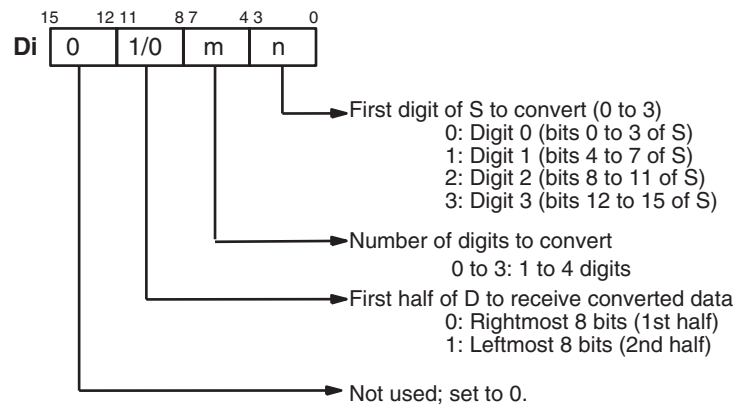 15 12 11 8 7 4 3 0
Di 0 1/0 m n
First digit of S to convert (0 to 3)
0: Digit 0 (bits 0 to 3 of S)
1: Digit 1 (bits 4 to 7 of S)
2: Digit 2 (bits 8 to 11 of S)
3: Digit 3 (bits 12 to 15 of S)
Number of digits to convert
0 to 3: 1 to 4 digits
First half of D to receive converted data
0: Rightmost 8 bits (1st half)
1: Leftmost 8 bits (2nd half)
Not used; set to 0.